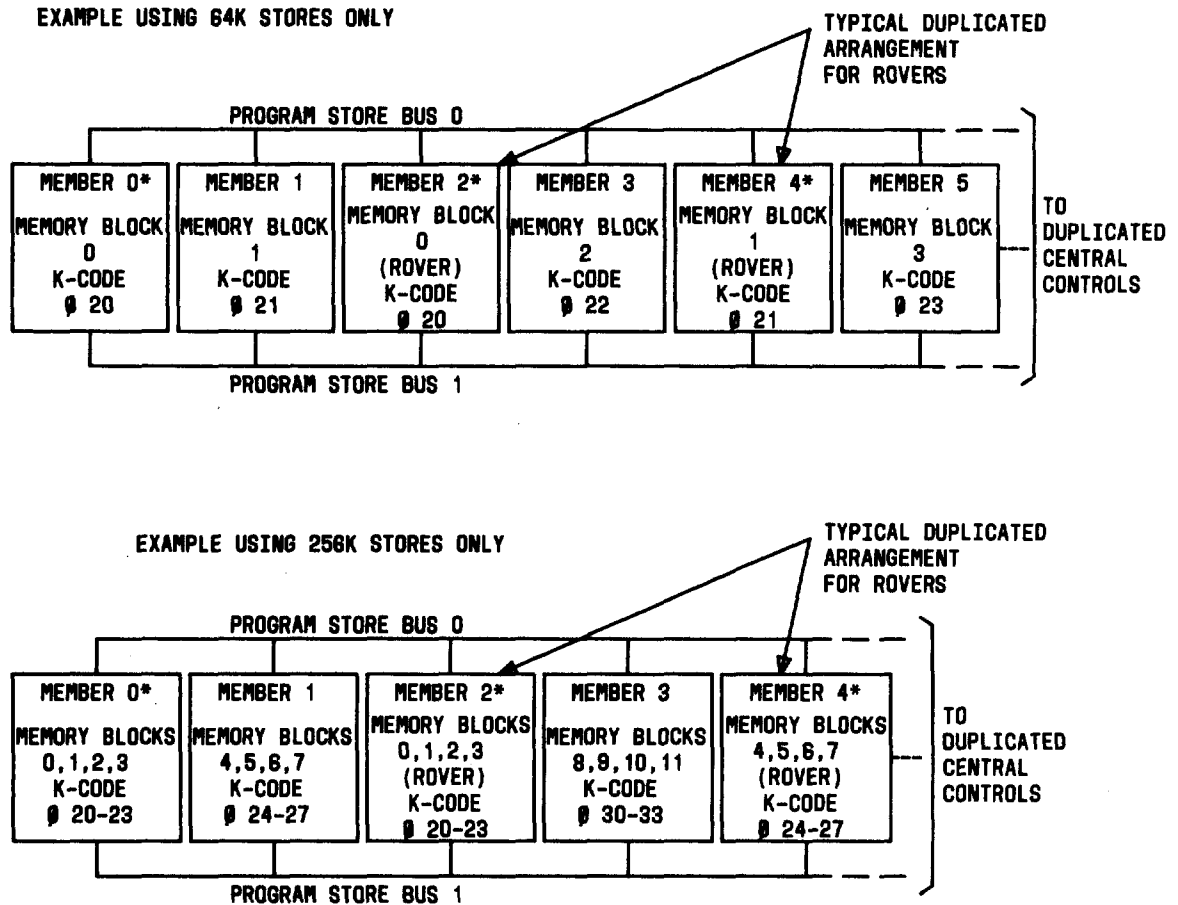 EXAMPLE USING 64K STORES ONLY
TYPICAL DUPLICATED
ARRANGEMENT
FOR ROVERS
PROGRAM STORE BUS 0
MEMBER 0*
MEMORY BLOCK
0
K-CODE
Ø 20
MEMBER 1
MEMORY BLOCK
1
K-CODE
Ø 21
MEMBER 2*
MEMORY BLOCK
0
(ROVER)
K-CODE
Ø 20
MEMBER 3
MEMORY BLOCK
2
K-CODE
Ø 22
MEMBER 4*
MEMORY BLOCK
1
(ROVER)
K-CODE
Ø 21
MEMBER 5
MEMORY BLOCK
3
K-CODE
Ø 23
TO
DUPLICATED
CENTRAL
CONTROLS
PROGRAM STORE BUS 1
EXAMPLE USING 256K STORES ONLY
TYPICAL DUPLICATED
ARRANGEMENT
FOR ROVERS
PROGRAM STORE BUS 0
MEMBER 0*
MEMORY BLOCKS
0,1,2,3
K-CODE
Ø 20-23
MEMBER 1
MEMORY BLOCKS
4,5,6,7
K-CODE
Ø 24-27
MEMBER 2*
MEMORY BLOCKS
0,1,2,3
(ROVER)
K-CODE
Ø 20-23
MEMBER 3
MEMORY BLOCKS
8,9,10,11
K-CODE
Ø 30-33
MEMBER 4*
MEMORY BLOCKS
4,5,6,7
(ROVER)
K-CODE
Ø 24-27
TO
DUPLICATED
CENTRAL
CONTROLS
PROGRAM STORE BUS 1